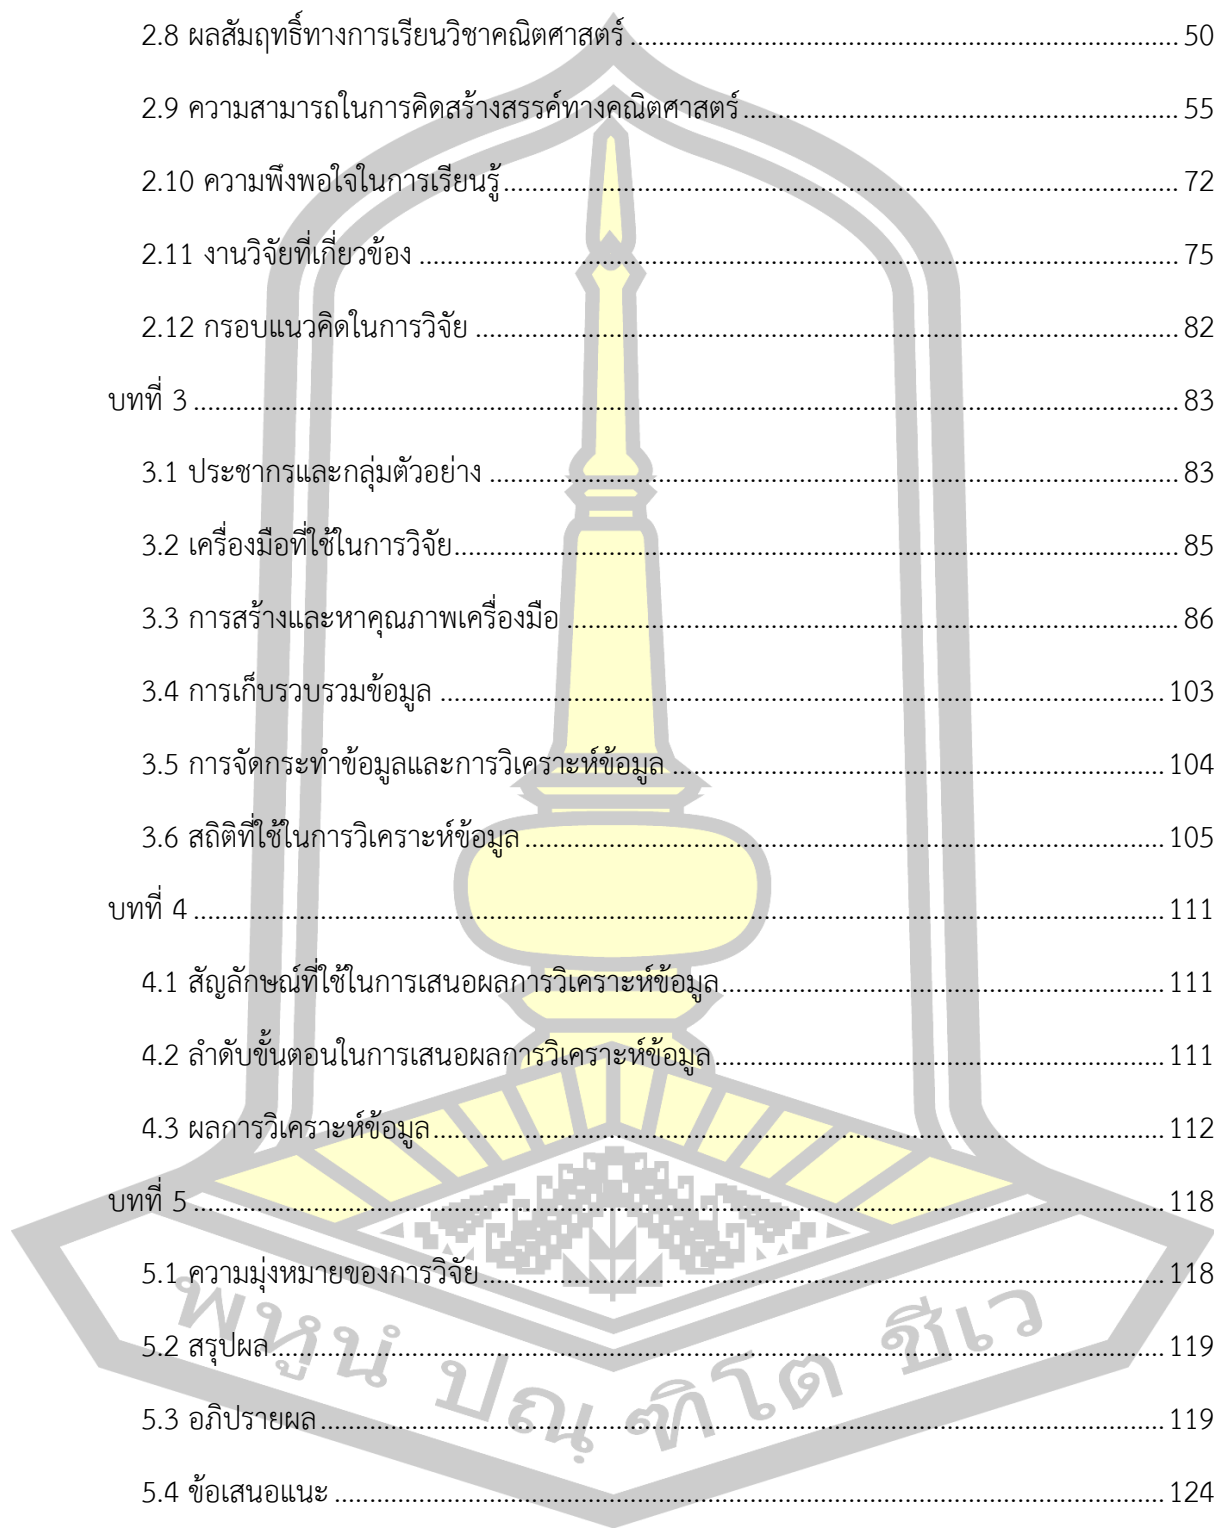 2.8 ผลสัมฤทธิ์ทางการเรียนวิชาคณิตศาสตร์ ........ 50
2.9 ความสามารถในการคิดสร้างสรรค์ทางคณิตศาสตร์ ........ 55
2.10 ความพึงพอใจในการเรียนรู้ ........ 72
2.11 งานวิจัยที่เกี่ยวข้อง ........ 75
2.12 กรอบแนวคิดในการวิจัย ........ 82
บทที่ 3 ........ 83
3.1 ประชากรและกลุ่มตัวอย่าง ........ 83
3.2 เครื่องมือที่ใช้ในการวิจัย ........ 85
3.3 การสร้างและหาคุณภาพเครื่องมือ ........ 86
3.4 การเก็บรวบรวมข้อมูล ........ 103
3.5 การจัดกระทำข้อมูลและการวิเคราะห์ข้อมูล ........ 104
3.6 สถิติที่ใช้ในการวิเคราะห์ข้อมูล ........ 105
บทที่ 4 ........ 111
4.1 สัญลักษณ์ที่ใช้ในการเสนอผลการวิเคราะห์ข้อมูล ........ 111
4.2 ลำดับขั้นตอนในการเสนอผลการวิเคราะห์ข้อมูล ........ 111
4.3 ผลการวิเคราะห์ข้อมูล ........ 112
บทที่ 5 ........ 118
5.1 ความมุ่งหมายของการวิจัย ........ 118
5.2 สรุปผล ........ 119
5.3 อภิปรายผล ........ 119
5.4 ข้อเสนอแนะ ........ 124
พหูนํ ปณฺฑิโต ชีเว